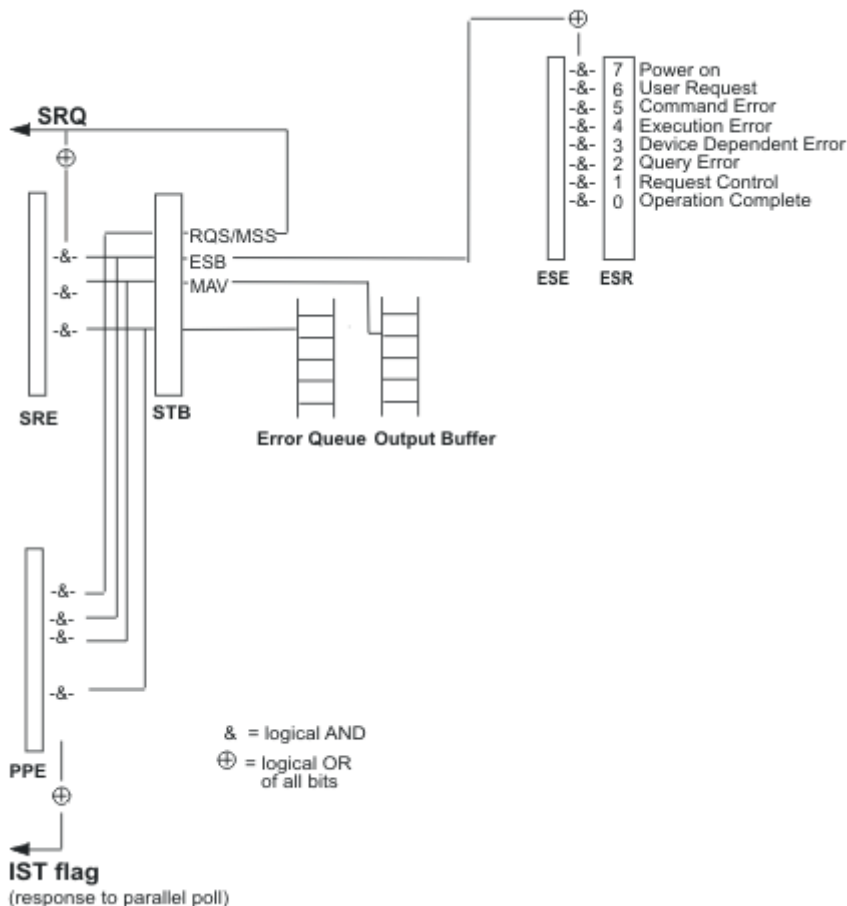 -&- 7 Power on
-&- 6 User Request
-&- 5 Command Error
-&- 4 Execution Error
-&- 3 Device Dependent Error
-&- 2 Query Error
-&- 1 Request Control
-&- 0 Operation Complete
ESE ESR
SRQ
RQS/MSS
-&- ESB
-&- MAV
-&-
SRE STB
Error Queue Output Buffer
-&-
-&-
-&-
-&-
& = logical AND
⊕ = logical OR
of all bits
PPE
IST flag
(response to parallel poll)